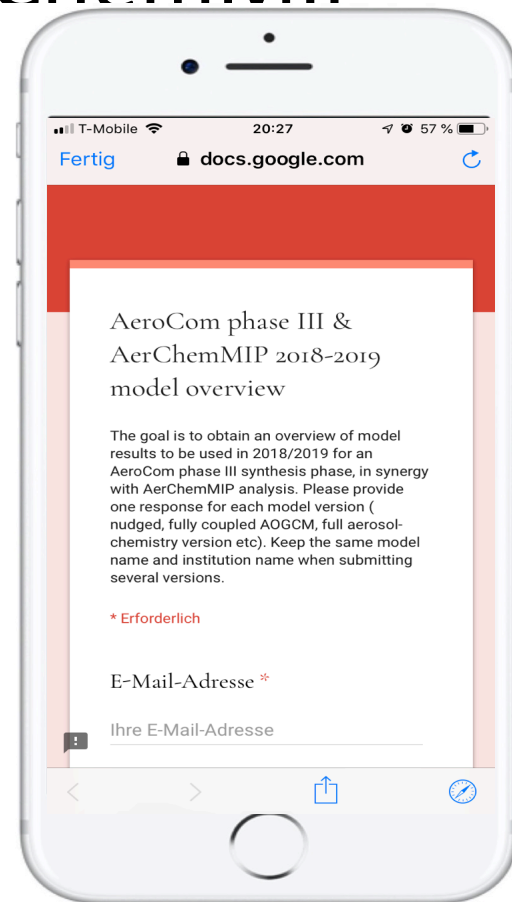 T-Mobile 20:27 57 %
Fertig docs.google.com
AeroCom phase III &
AerChemMIP 2018-2019
model overview
The goal is to obtain an overview of model
results to be used in 2018/2019 for an
AeroCom phase III synthesis phase, in synergy
with AerChemMIP analysis. Please provide
one response for each model version (
nudged, fully coupled AOGCM, full aerosol-
chemistry version etc). Keep the same model
name and institution name when submitting
several versions.
* Erforderlich
E-Mail-Adresse *
Ihre E-Mail-Adresse